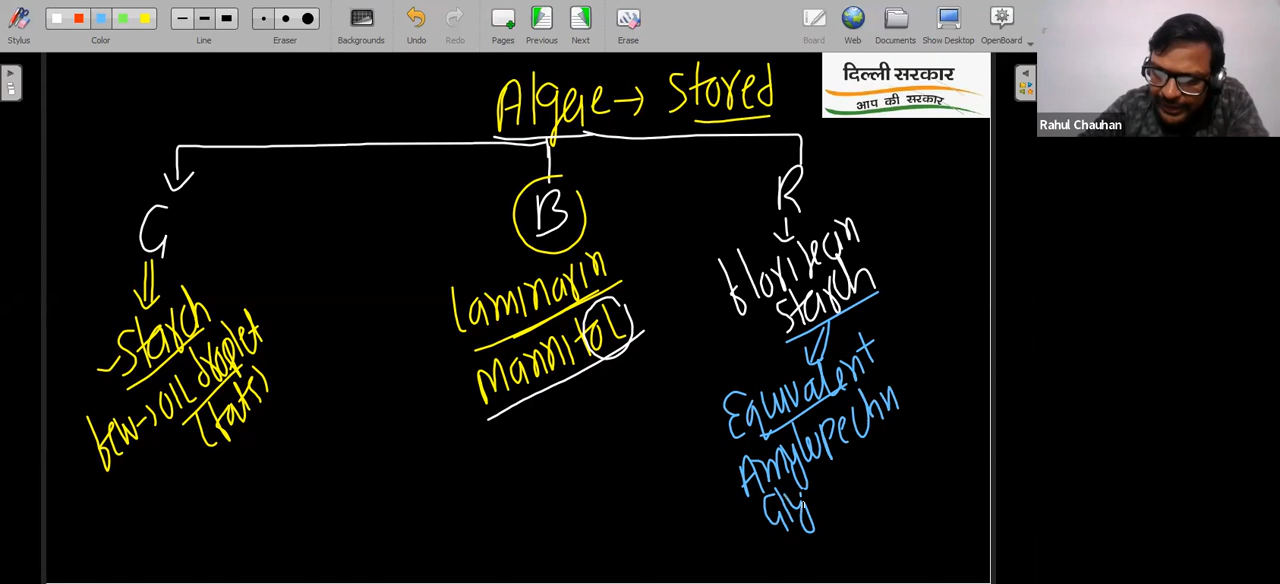 Stylus
Color
Line
Eraser
Backgrounds
Undo
Redo
Pages
Previous
Next
Erase
Board
Web
Documents
Show Desktop
OpenBoard
Rahul Chauhan
दिल्ली सरकार
आप की सरकार
Algae → Stored
G
B
R
Starch
few → oil droplet
(fats)
Laminarin
Mannitol
floridean
starch
Equivalent
Amylopectin
Gly